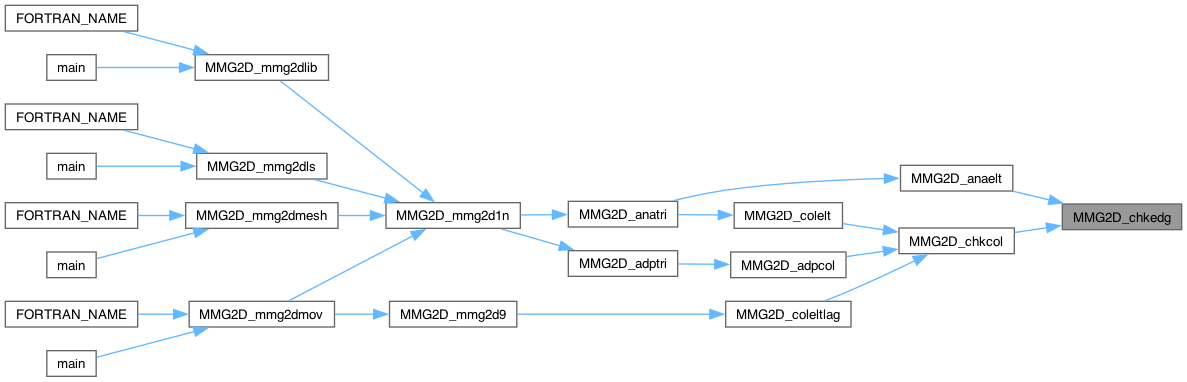 FORTRAN_NAME
main
MMG2D_mmg2dlib
FORTRAN_NAME
main
MMG2D_mmg2dls
FORTRAN_NAME
main
MMG2D_mmg2dmesh
FORTRAN_NAME
main
MMG2D_mmg2dmov
MMG2D_mmg2d1n
MMG2D_mmg2d9
MMG2D_anatri
MMG2D_adptri
MMG2D_colelt
MMG2D_adpcol
MMG2D_coleltlag
MMG2D_anaelt
MMG2D_chkcol
MMG2D_chkedg